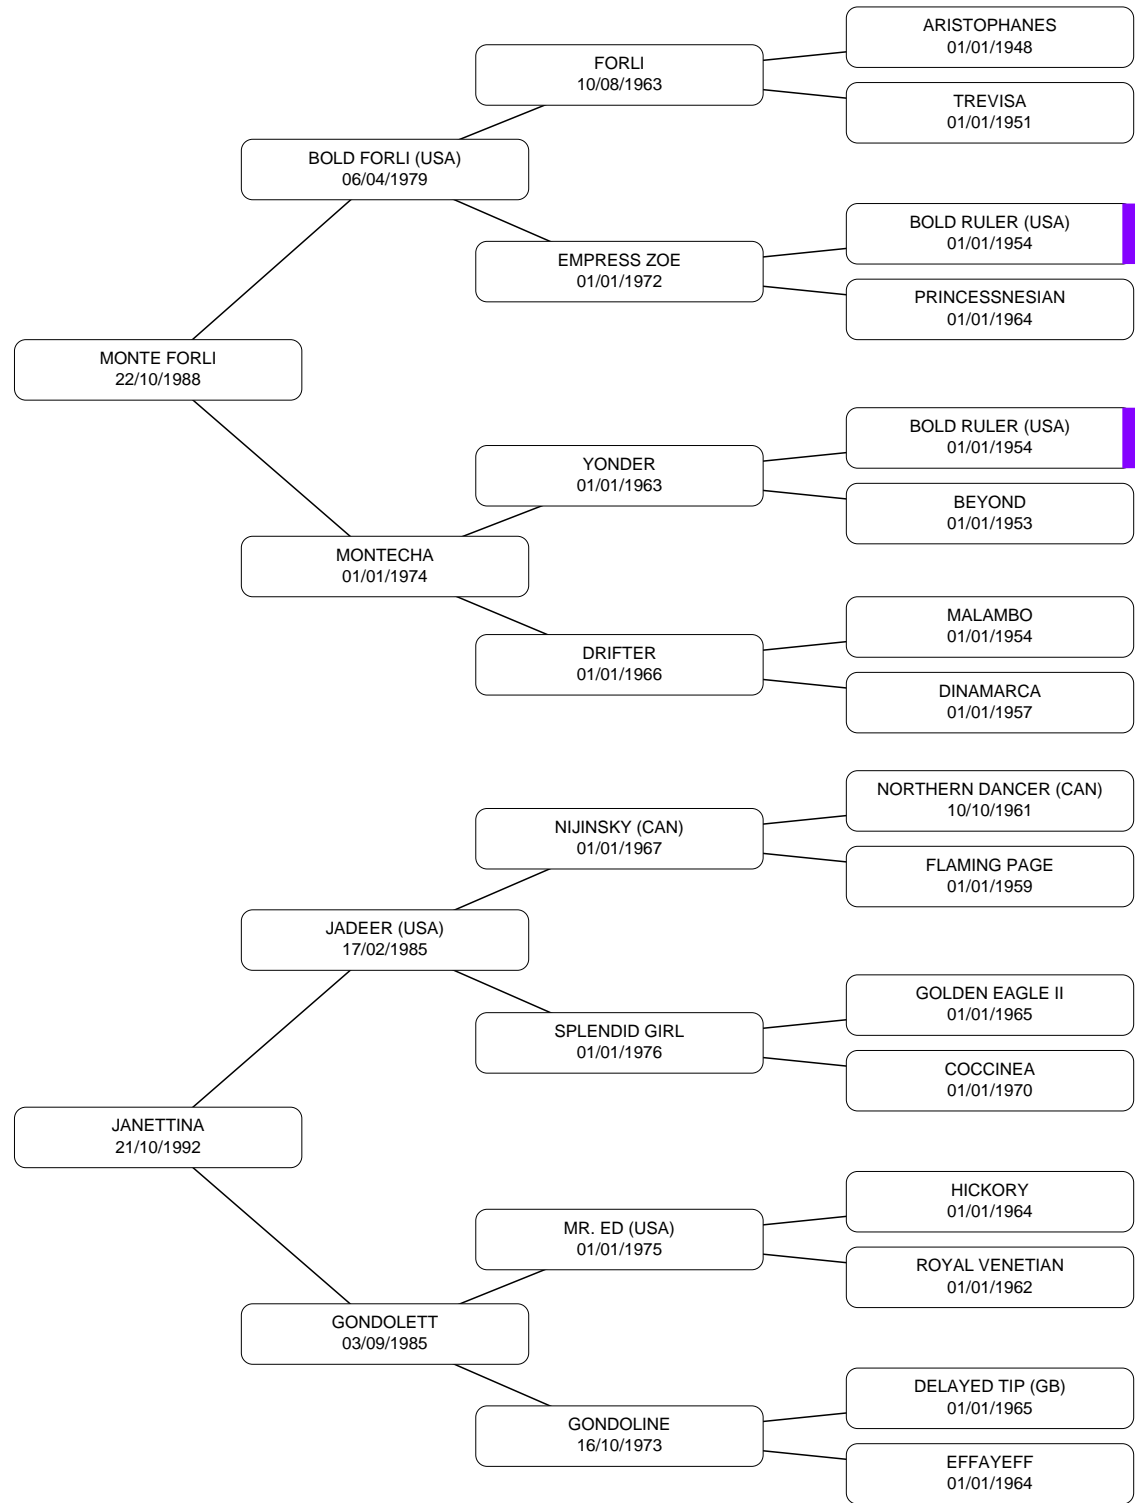 ARISTOPHANES
01/01/1948
FORLI
10/08/1963
TREVISA
01/01/1951
BOLD FORLI (USA)
06/04/1979
BOLD RULER (USA)
01/01/1954
EMPRESS ZOE
01/01/1972
PRINCESSNESIAN
01/01/1964
MONTE FORLI
22/10/1988
BOLD RULER (USA)
01/01/1954
YONDER
01/01/1963
BEYOND
01/01/1953
MONTECHA
01/01/1974
MALAMBO
01/01/1954
DRIFTER
01/01/1966
DINAMARCA
01/01/1957
NORTHERN DANCER (CAN)
10/10/1961
NIJINSKY (CAN)
01/01/1967
FLAMING PAGE
01/01/1959
JADEER (USA)
17/02/1985
GOLDEN EAGLE II
01/01/1965
SPLENDID GIRL
01/01/1976
COCCINEA
01/01/1970
JANETTINA
21/10/1992
HICKORY
01/01/1964
MR. ED (USA)
01/01/1975
ROYAL VENETIAN
01/01/1962
GONDOLETT
03/09/1985
DELAYED TIP (GB)
01/01/1965
GONDOLINE
16/10/1973
EFFAYEFF
01/01/1964